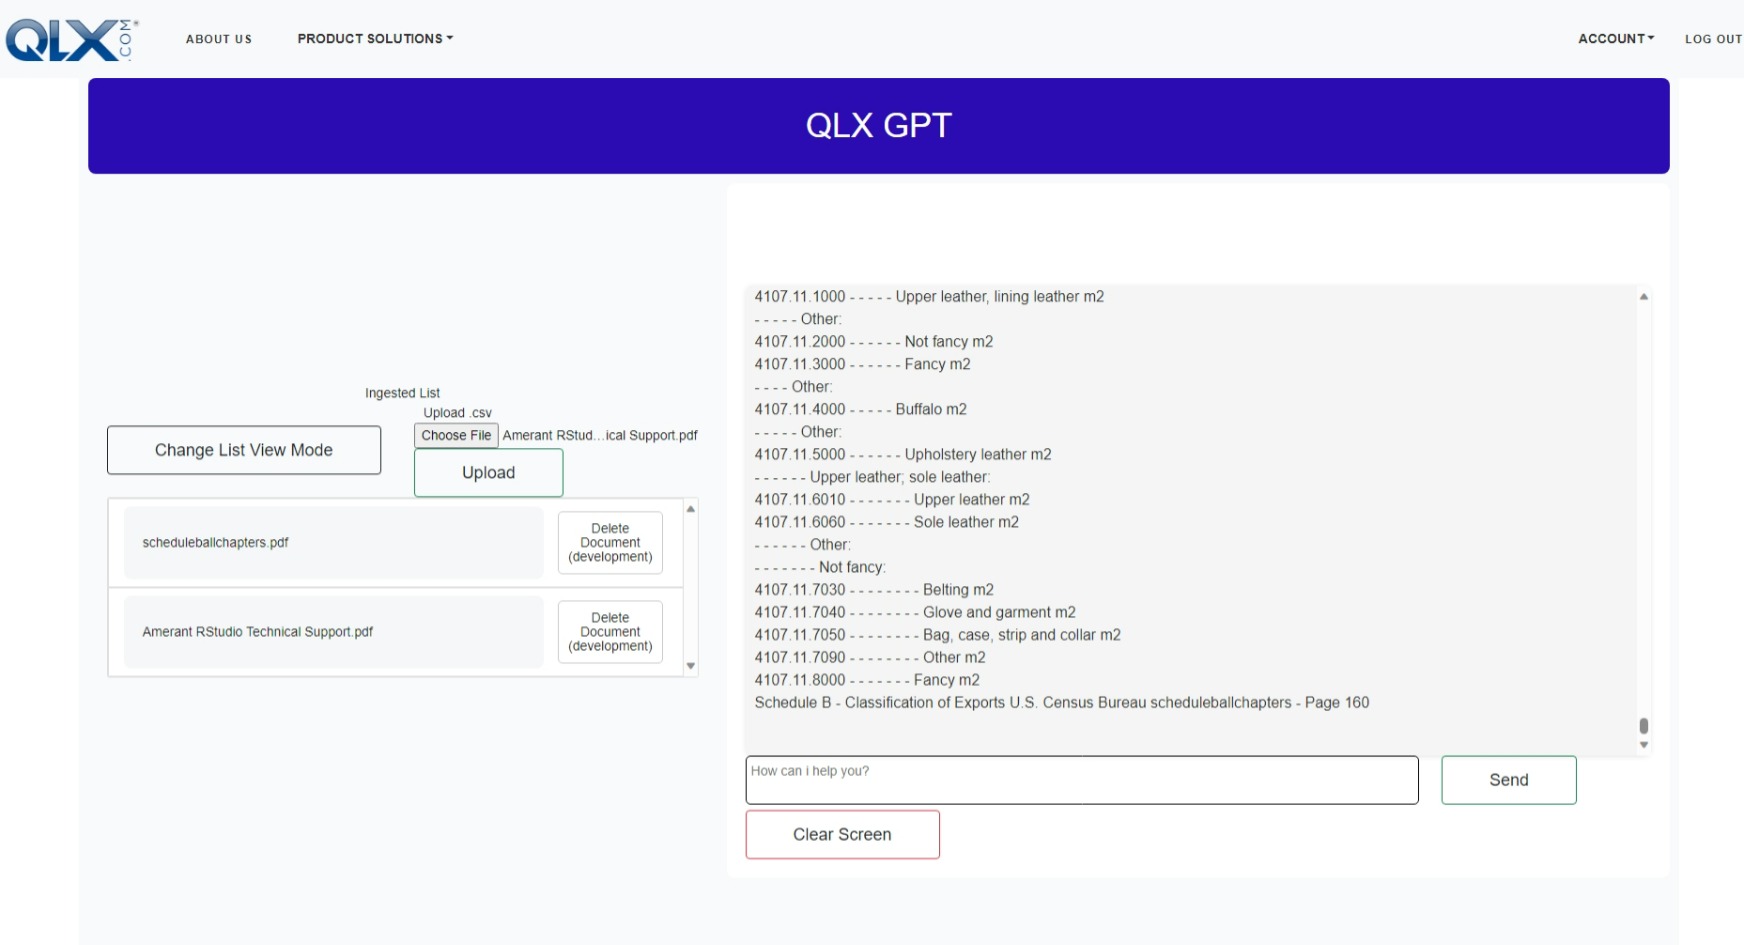 QLX.COM®
ABOUT US
PRODUCT SOLUTIONS
ACCOUNT
LOG OUT
QLX GPT
Ingested List
Upload .csv
Choose File Amerant RStud...ical Support.pdf
Change List View Mode
Upload
scheduleballchapters.pdf
Delete
Document
(development)
Amerant RStudio Technical Support.pdf
Delete
Document
(development)
4107.11.1000 - - - - - Upper leather, lining leather m2
- - - - - Other:
4107.11.2000 - - - - - - Not fancy m2
4107.11.3000 - - - - - - Fancy m2
- - - - Other:
4107.11.4000 - - - - - Buffalo m2
- - - - - Other:
4107.11.5000 - - - - - - Upholstery leather m2
- - - - - - Upper leather; sole leather:
4107.11.6010 - - - - - - - Upper leather m2
4107.11.6060 - - - - - - - Sole leather m2
- - - - - - Other:
- - - - - - - Not fancy:
4107.11.7030 - - - - - - - - Belting m2
4107.11.7040 - - - - - - - - Glove and garment m2
4107.11.7050 - - - - - - - - Bag, case, strip and collar m2
4107.11.7090 - - - - - - - - Other m2
4107.11.8000 - - - - - - - Fancy m2
Schedule B - Classification of Exports U.S. Census Bureau scheduleballchapters - Page 160
How can i help you?
Send
Clear Screen